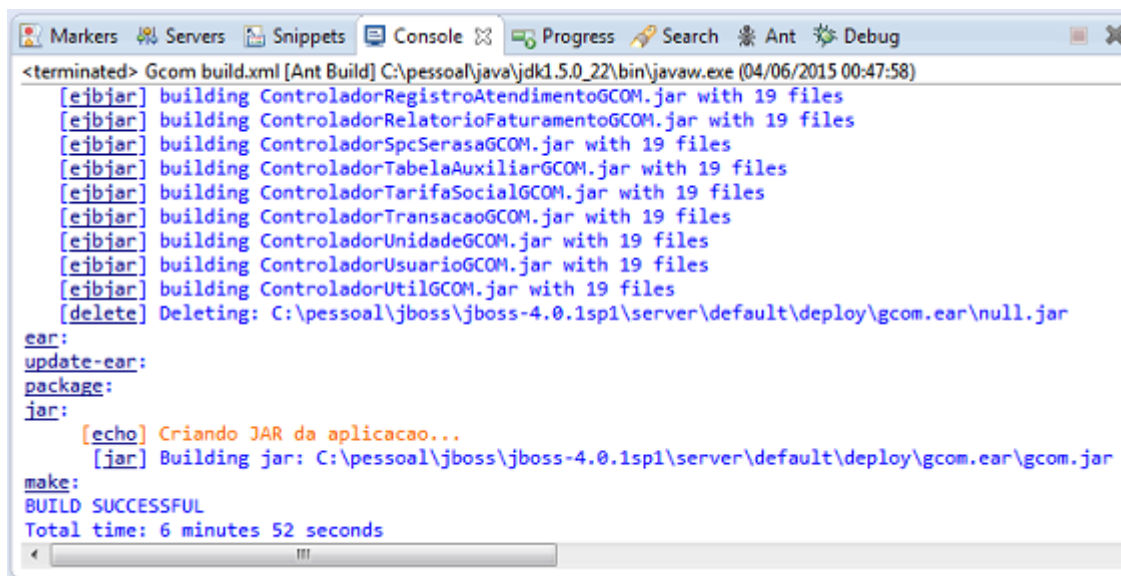 Markers Servers Snippets Console Progress Search Ant Debug
<terminated> Gcom build.xml [Ant Build] C:\pessoal\java\jdk1.5.0_22\bin\javaw.exe (04/06/2015 00:47:58)
[ejbjar] building ControladorRegistroAtendimentoGCOM.jar with 19 files
[ejbjar] building ControladorRelatorioFaturamentoGCOM.jar with 19 files
[ejbjar] building ControladorSpcSerasaGCOM.jar with 19 files
[ejbjar] building ControladorTabelaAuxiliarGCOM.jar with 19 files
[ejbjar] building ControladorTarifaSocialGCOM.jar with 19 files
[ejbjar] building ControladorTransacaoGCOM.jar with 19 files
[ejbjar] building ControladorUnidadeGCOM.jar with 19 files
[ejbjar] building ControladorUsuarioGCOM.jar with 19 files
[ejbjar] building ControladorUtilGCOM.jar with 19 files
[delete] Deleting: C:\pessoal\jboss\jboss-4.0.1sp1\server\default\deploy\gcom.ear\null.jar
ear:
update-ear:
package:
jar:
[echo] Criando JAR da aplicacao...
[jar] Building jar: C:\pessoal\jboss\jboss-4.0.1sp1\server\default\deploy\gcom.ear\gcom.jar
make:
BUILD SUCCESSFUL
Total time: 6 minutes 52 seconds